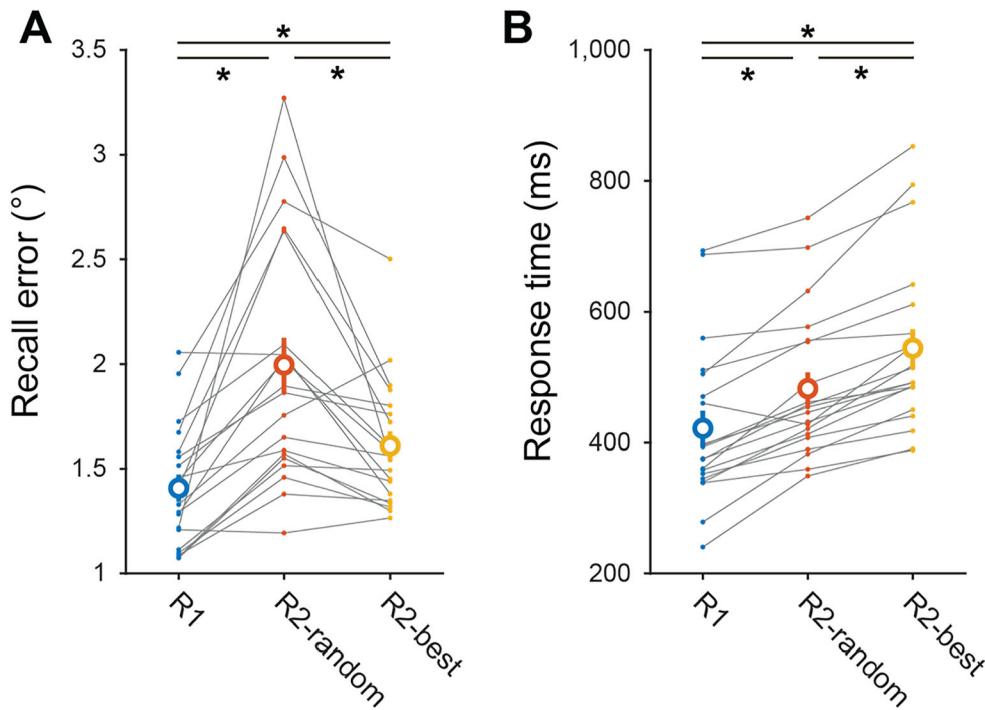 A
B
*
* *
*
* *
Recall error (°)
3.5
3
2.5
2
1.5
1
R1
R2-random
R2-best
Response time (ms)
1,000
800
600
400
200
R1
R2-random
R2-best